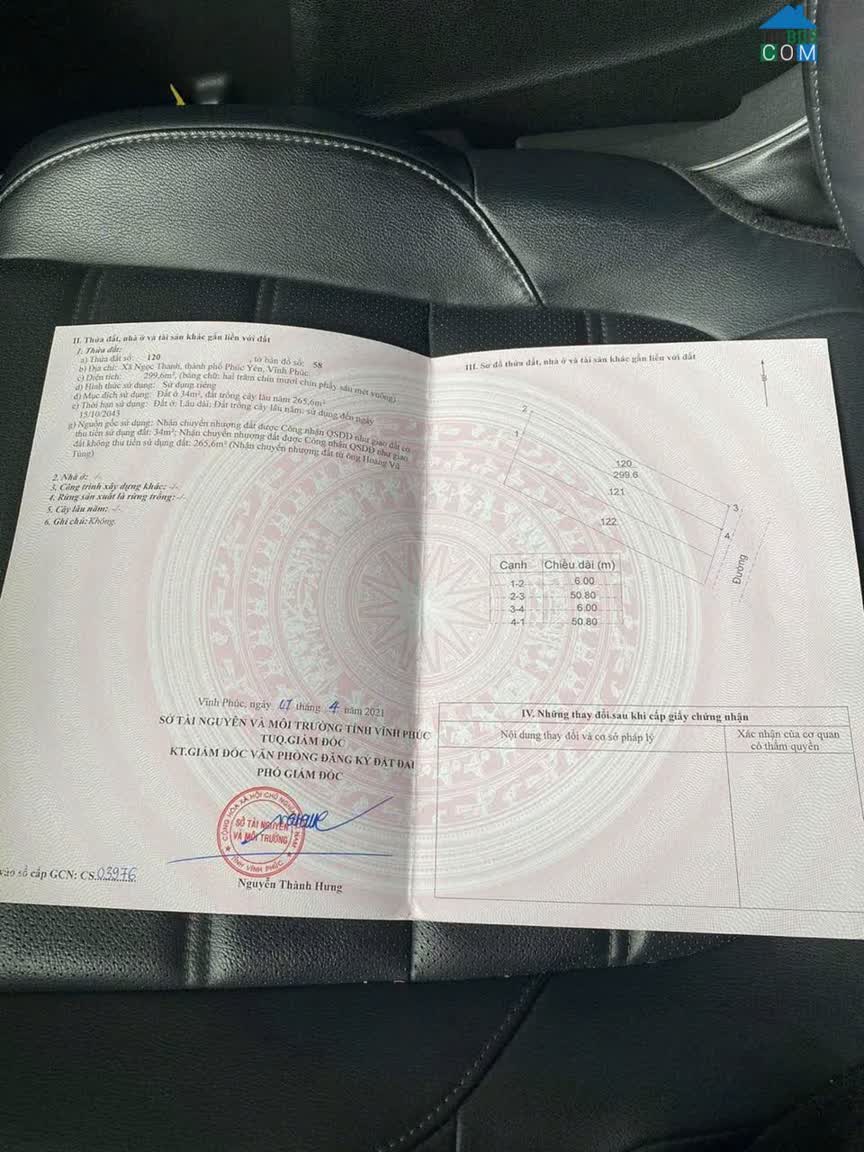 COM
II. Thửa đất, nhà ở và tài sản khác gắn liền với đất
1. Thửa đất:
a) Thửa đất số: 120 , tờ bản đồ số: 58
b) Địa chỉ: Xã Ngọc Thanh, thành phố Phúc Yên, Vĩnh Phúc.
c) Diện tích: 299,6m², (bằng chữ: hai trăm chín mươi chín phẩy sáu mét vuông)
d) Hình thức sử dụng: Sử dụng riêng
đ) Mục đích sử dụng: Đất ở 34m², đất trồng cây lâu năm 265,6m²
e) Thời hạn sử dụng: Đất ở: Lâu dài; Đất trồng cây lâu năm: sử dụng đến ngày
15/10/2043
g) Nguồn gốc sử dụng: Nhận chuyển nhượng đất được Công nhận QSDĐ như giao đất có
thu tiền sử dụng đất: 34m²; Nhận chuyển nhượng đất được Công nhận QSDĐ như giao
đất không thu tiền sử dụng đất: 265,6m² (Nhận chuyển nhượng đất từ ông Hoàng Vũ
Tùng)
2. Nhà ở: -/-
3. Công trình xây dựng khác: -/-
4. Rừng sản xuất là rừng trồng: -/-
5. Cây lâu năm: -/-
6. Ghi chú: Không.
Vĩnh Phúc, ngày 07 tháng 4 năm 2021
SỞ TÀI NGUYÊN VÀ MÔI TRƯỜNG TỈNH VĨNH PHÚC
TUQ.GIÁM ĐỐC
KT.GIÁM ĐỐC VĂN PHÒNG ĐĂNG KÝ ĐẤT ĐAI
PHÓ GIÁM ĐỐC
CỘNG HÒA XÃ HỘI CHỦ NGHĨA VIỆT NAM
SỞ TÀI NGUYÊN
VÀ MÔI TRƯỜNG
TỈNH VĨNH PHÚC
Nguyễn Thành Hưng
vào sổ cấp GCN: CS.03976
III. Sơ đồ thửa đất, nhà ở và tài sản khác gắn liền với đất
B
2
1
120
299.6
121
122
3
4
Đường
Cạnh Chiều dài (m)
1-2 6.00
2-3 50.80
3-4 6.00
4-1 50.80
IV. Những thay đổi sau khi cấp giấy chứng nhận
Nội dung thay đổi và cơ sở pháp lý
Xác nhận của cơ quan
có thẩm quyền